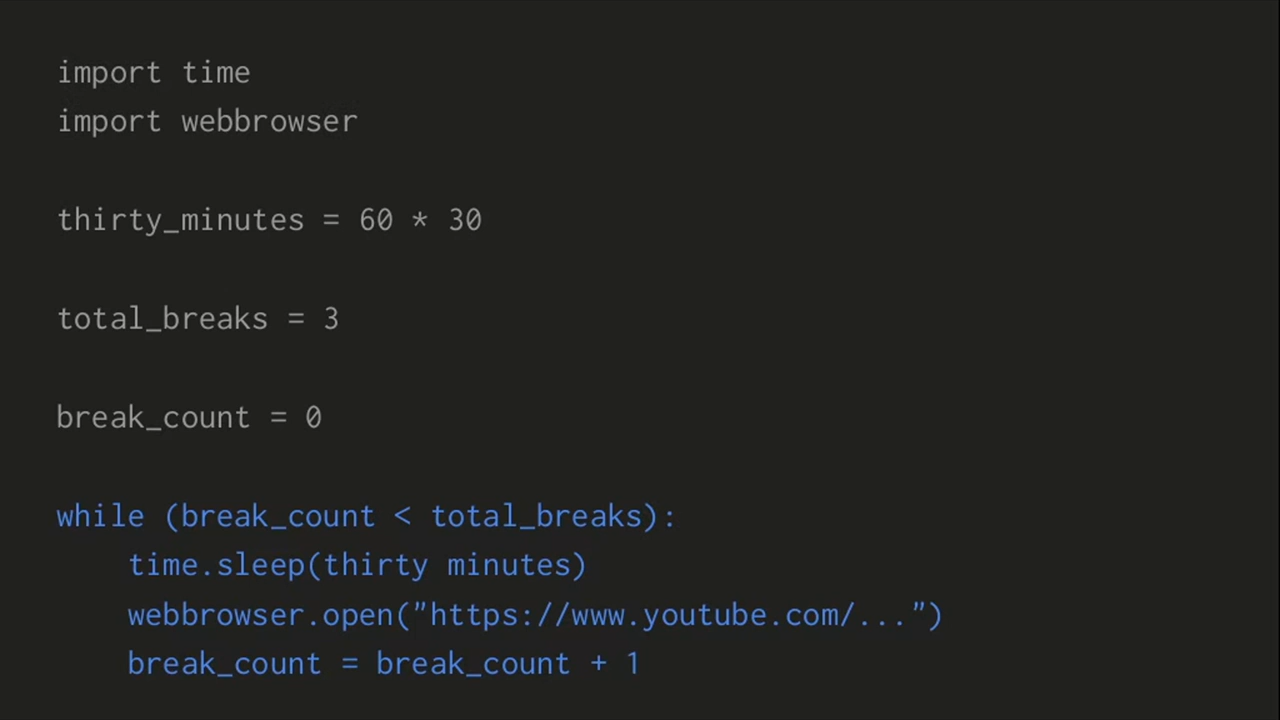 import time
import webbrowser
thirty_minutes = 60 * 30
total_breaks = 3
break_count = 0
while (break_count < total_breaks):
    time.sleep(thirty minutes)
    webbrowser.open("https://www.youtube.com/...")
    break_count = break_count + 1